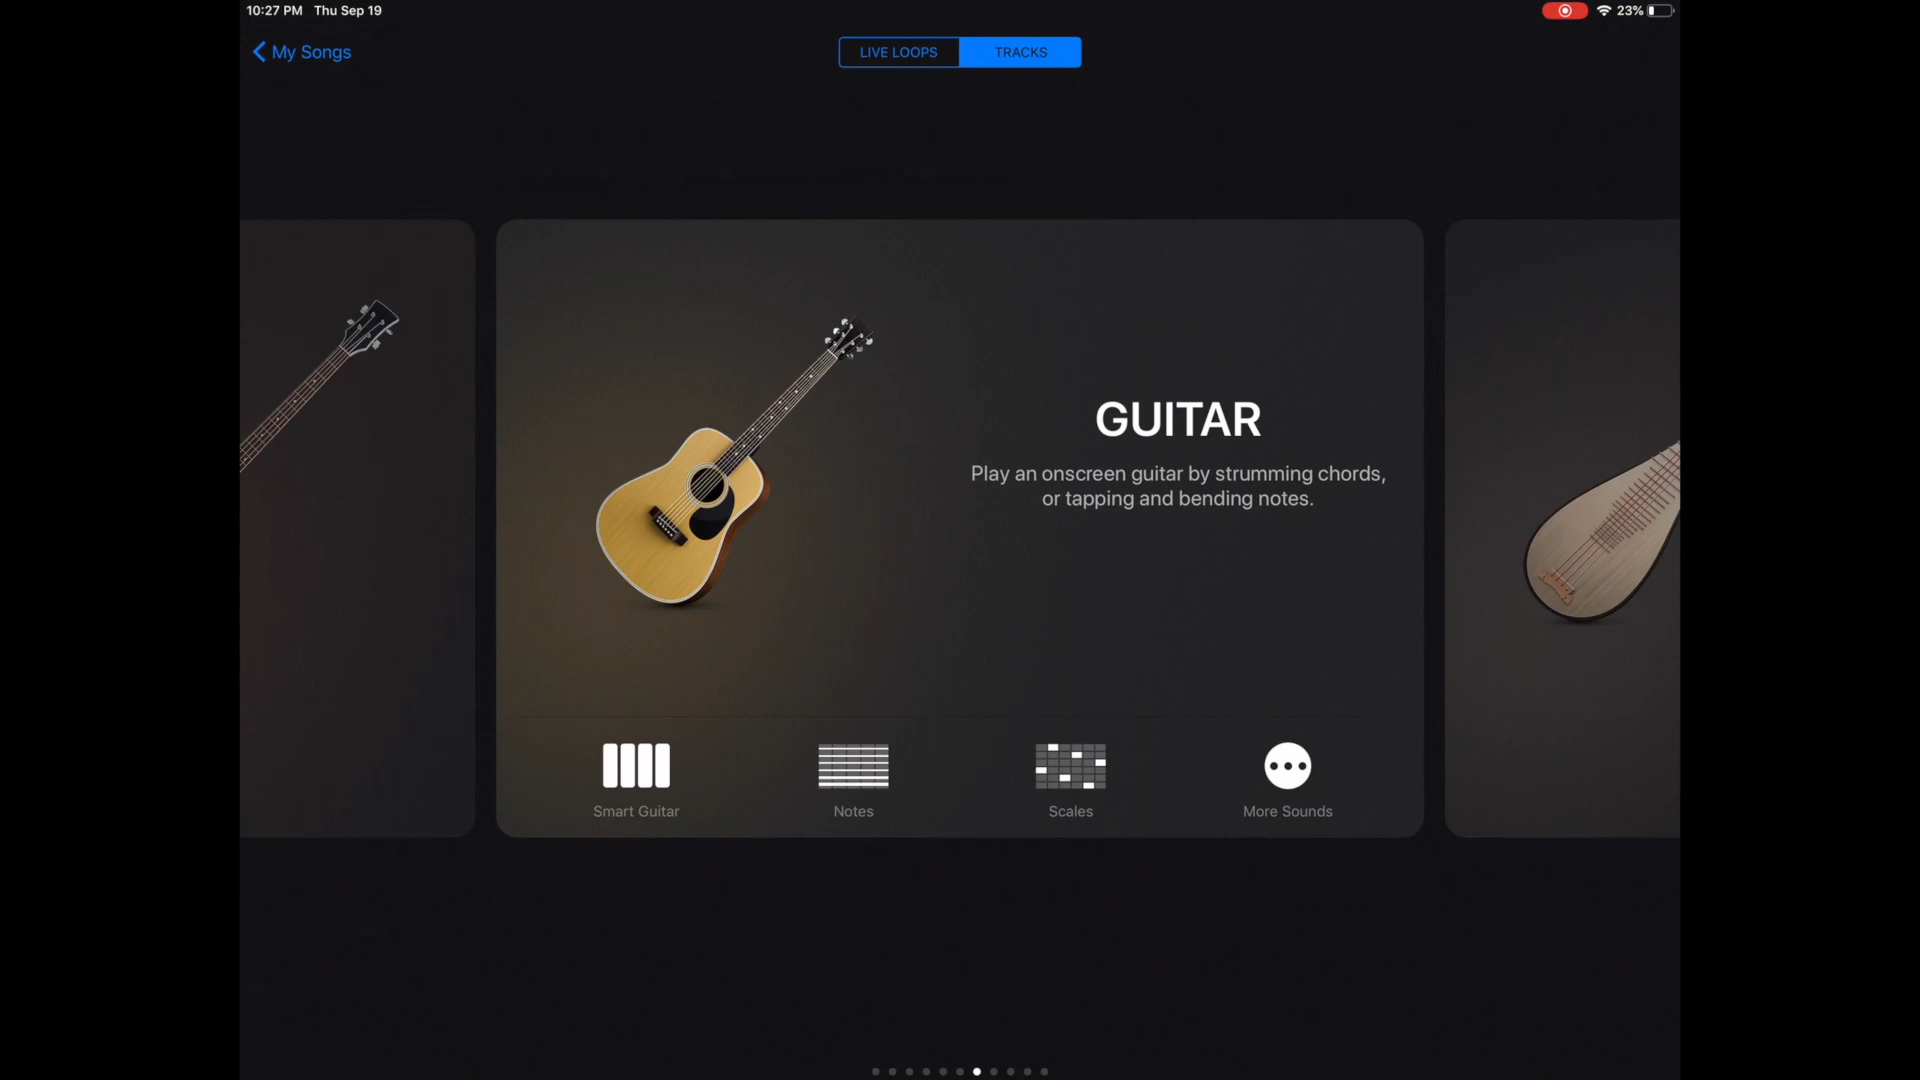 10:27 PM Thu Sep 19
23%
My Songs
LIVE LOOPS
TRACKS
GUITAR
Play an onscreen guitar by strumming chords,
or tapping and bending notes.
Smart Guitar
Notes
Scales
More Sounds